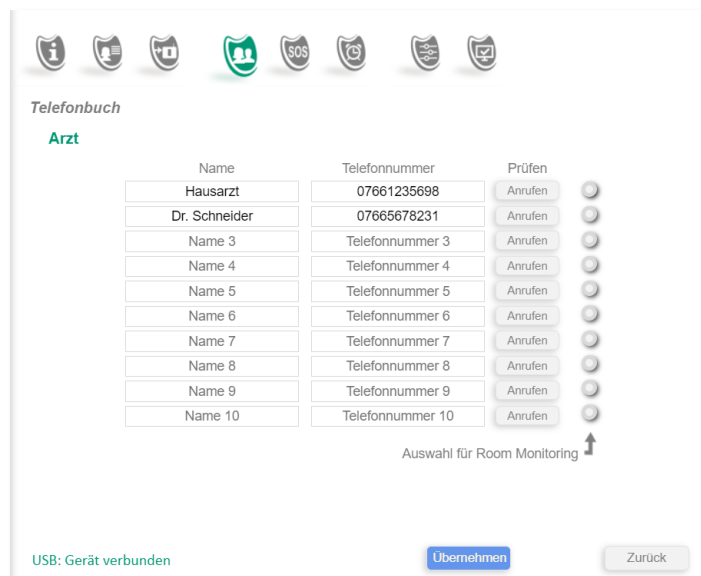 SOS
Telefonbuch
Arzt
Name Telefonnummer Prüfen
Hausarzt 07661235698 Anrufen
Dr. Schneider 07665678231 Anrufen
Name 3 Telefonnummer 3 Anrufen
Name 4 Telefonnummer 4 Anrufen
Name 5 Telefonnummer 5 Anrufen
Name 6 Telefonnummer 6 Anrufen
Name 7 Telefonnummer 7 Anrufen
Name 8 Telefonnummer 8 Anrufen
Name 9 Telefonnummer 9 Anrufen
Name 10 Telefonnummer 10 Anrufen
Auswahl für Room Monitoring
USB: Gerät verbunden Übernehmen Zurück